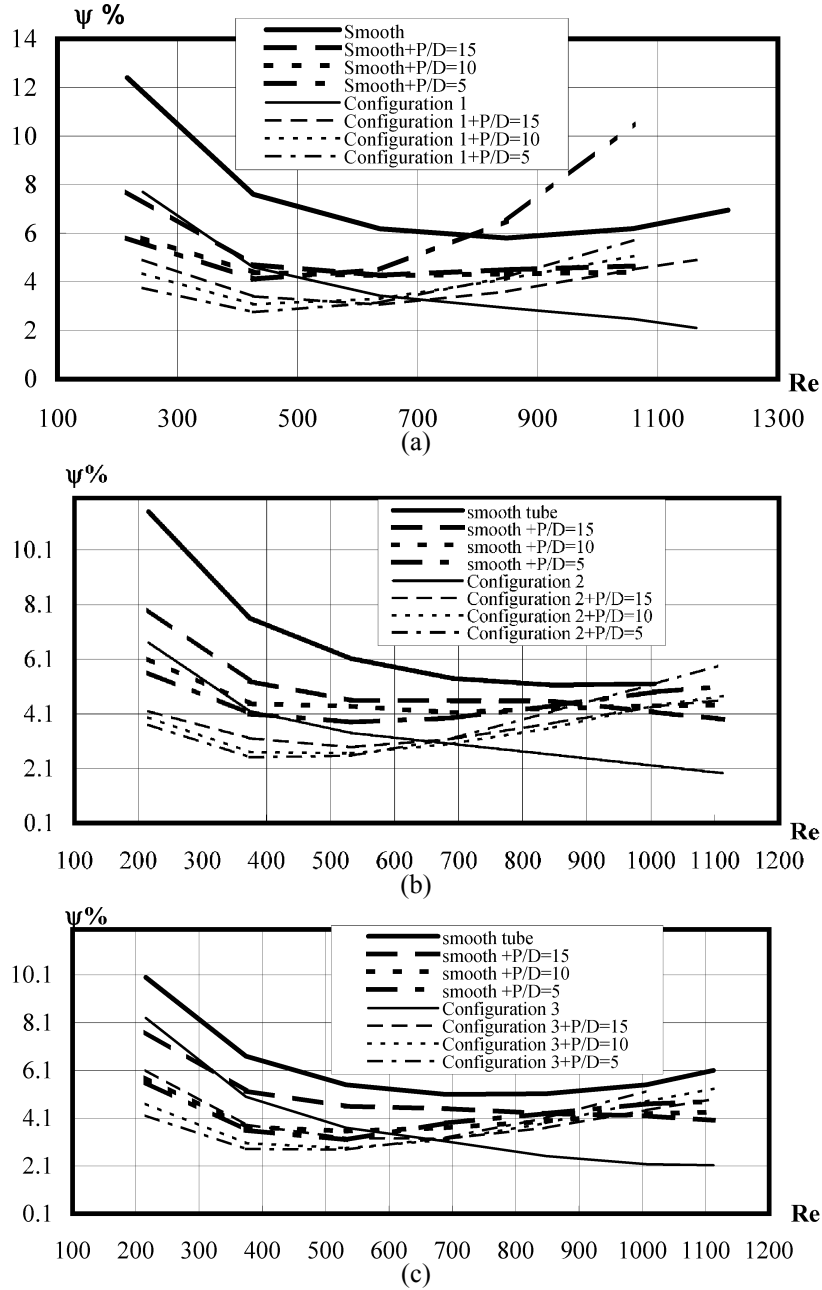 ψ %
14
12
10
8
6
4
2
0
Smooth
Smooth+P/D=15
Smooth+P/D=10
Smooth+P/D=5
Configuration 1
Configuration 1+P/D=15
Configuration 1+P/D=10
Configuration 1+P/D=5
Re
100 300 500 700 900 1100 1300
(a)
ψ%
10.1
8.1
6.1
4.1
2.1
0.1
smooth tube
smooth +P/D=15
smooth +P/D=10
smooth +P/D=5
Configuration 2
Configuration 2+P/D=15
Configuration 2+P/D=10
Configuration 2+P/D=5
Re
100 200 300 400 500 600 700 800 900 1000 1100 1200
(b)
ψ%
10.1
8.1
6.1
4.1
2.1
0.1
smooth tube
smooth +P/D=15
smooth +P/D=10
smooth +P/D=5
Configuration 3
Configuration 3+P/D=15
Configuration 3+P/D=10
Configuration 3+P/D=5
Re
100 200 300 400 500 600 700 800 900 1000 1100 1200
(c)